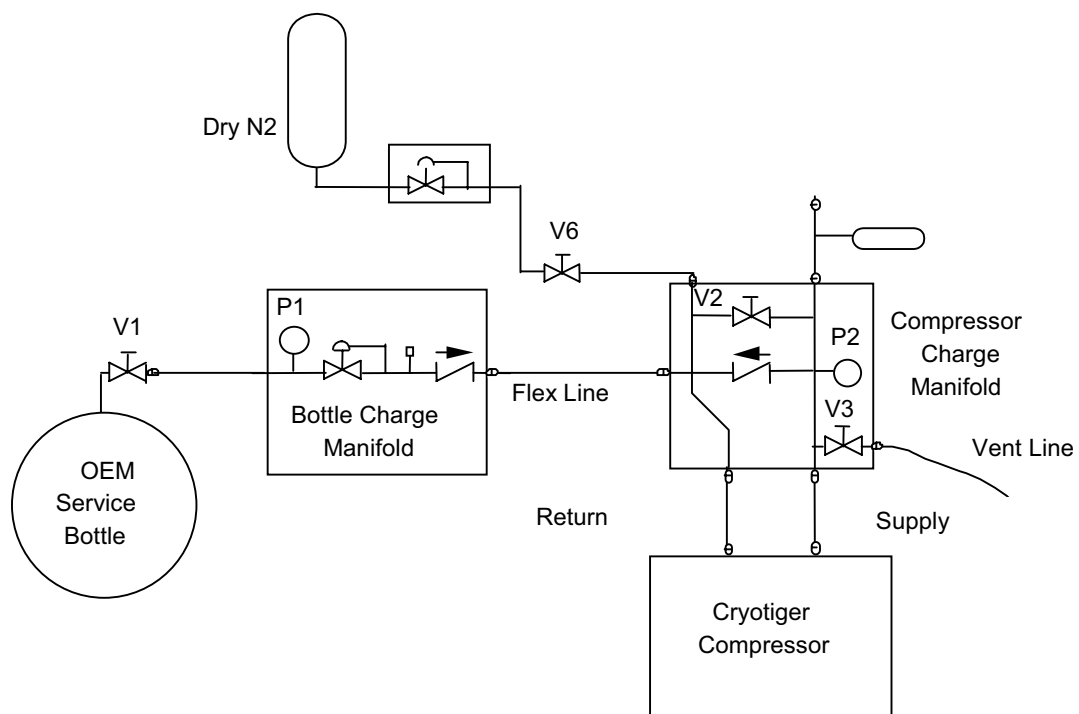 Dry N2
V6
V2
P1
V1
P2
Compressor
Charge
Manifold
Flex Line
Bottle Charge
Manifold
V3
Vent Line
OEM
Service
Bottle
Return
Supply
Cryotiger
Compressor